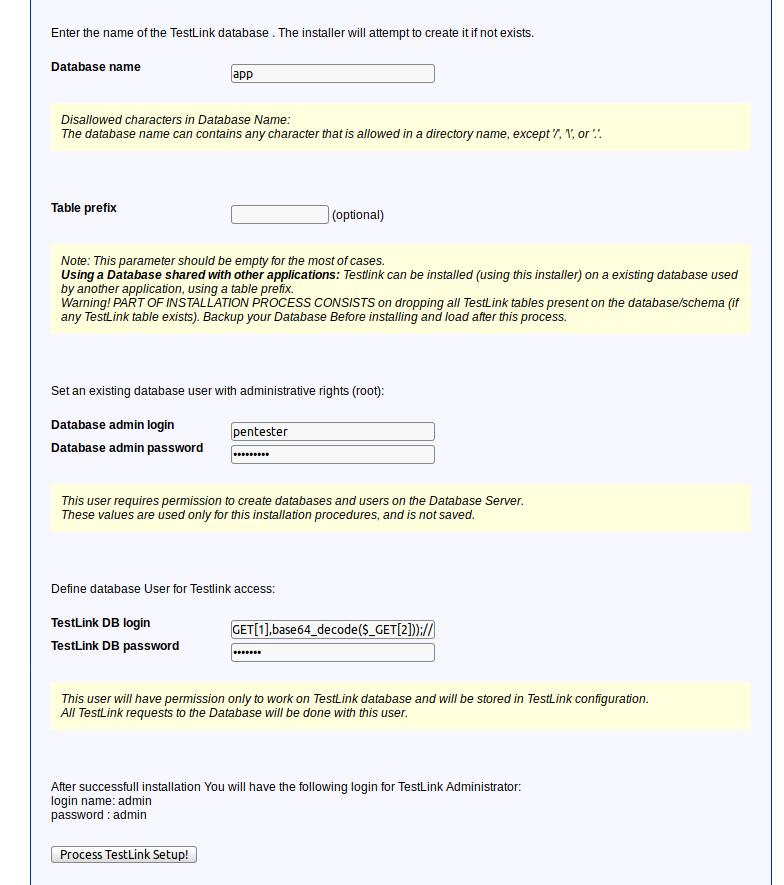 Enter the name of the TestLink database . The installer will attempt to create it if not exists.
Database name
app
Disallowed characters in Database Name:
The database name can contains any character that is allowed in a directory name, except '/', '\', or '.'.
Table prefix
(optional)
Note: This parameter should be empty for the most of cases.
Using a Database shared with other applications: Testlink can be installed (using this installer) on a existing database used
by another application, using a table prefix.
Warning! PART OF INSTALLATION PROCESS CONSISTS on dropping all TestLink tables present on the database/schema (if
any TestLink table exists). Backup your Database Before installing and load after this process.
Set an existing database user with administrative rights (root):
Database admin login
pentester
Database admin password
•••••••••
This user requires permission to create databases and users on the Database Server.
These values are used only for this installation procedures, and is not saved.
Define database User for Testlink access:
TestLink DB login
GET[1],base64_decode($_GET[2]));//
TestLink DB password
•••••••
This user will have permission only to work on TestLink database and will be stored in TestLink configuration.
All TestLink requests to the Database will be done with this user.
After successfull installation You will have the following login for TestLink Administrator:
login name: admin
password : admin
Process TestLink Setup!